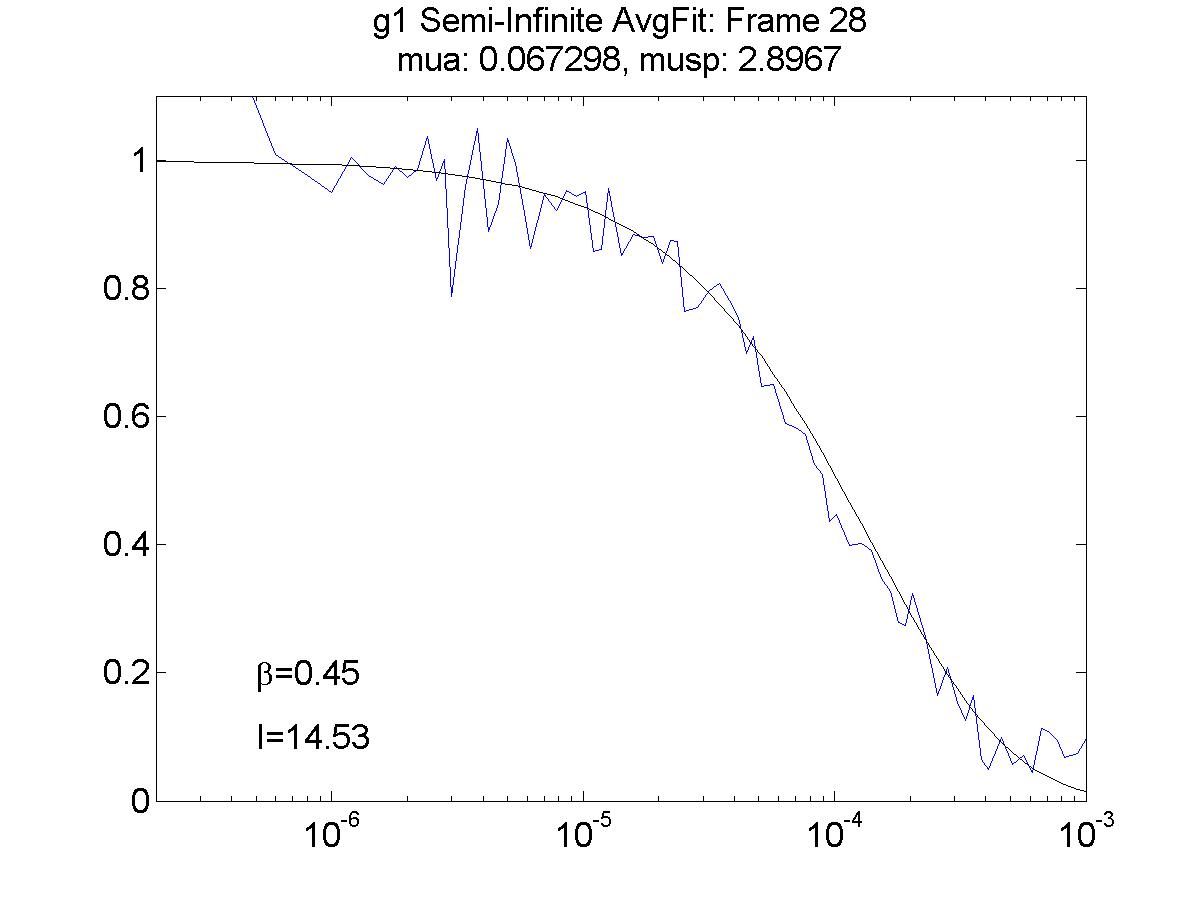 g1 Semi-Infinite AvgFit: Frame 28
mua: 0.067298, musp: 2.8967
1
0.8
0.6
0.4
0.2
0
β=0.45
I=14.53
10^-6
10^-5
10^-4
10^-3